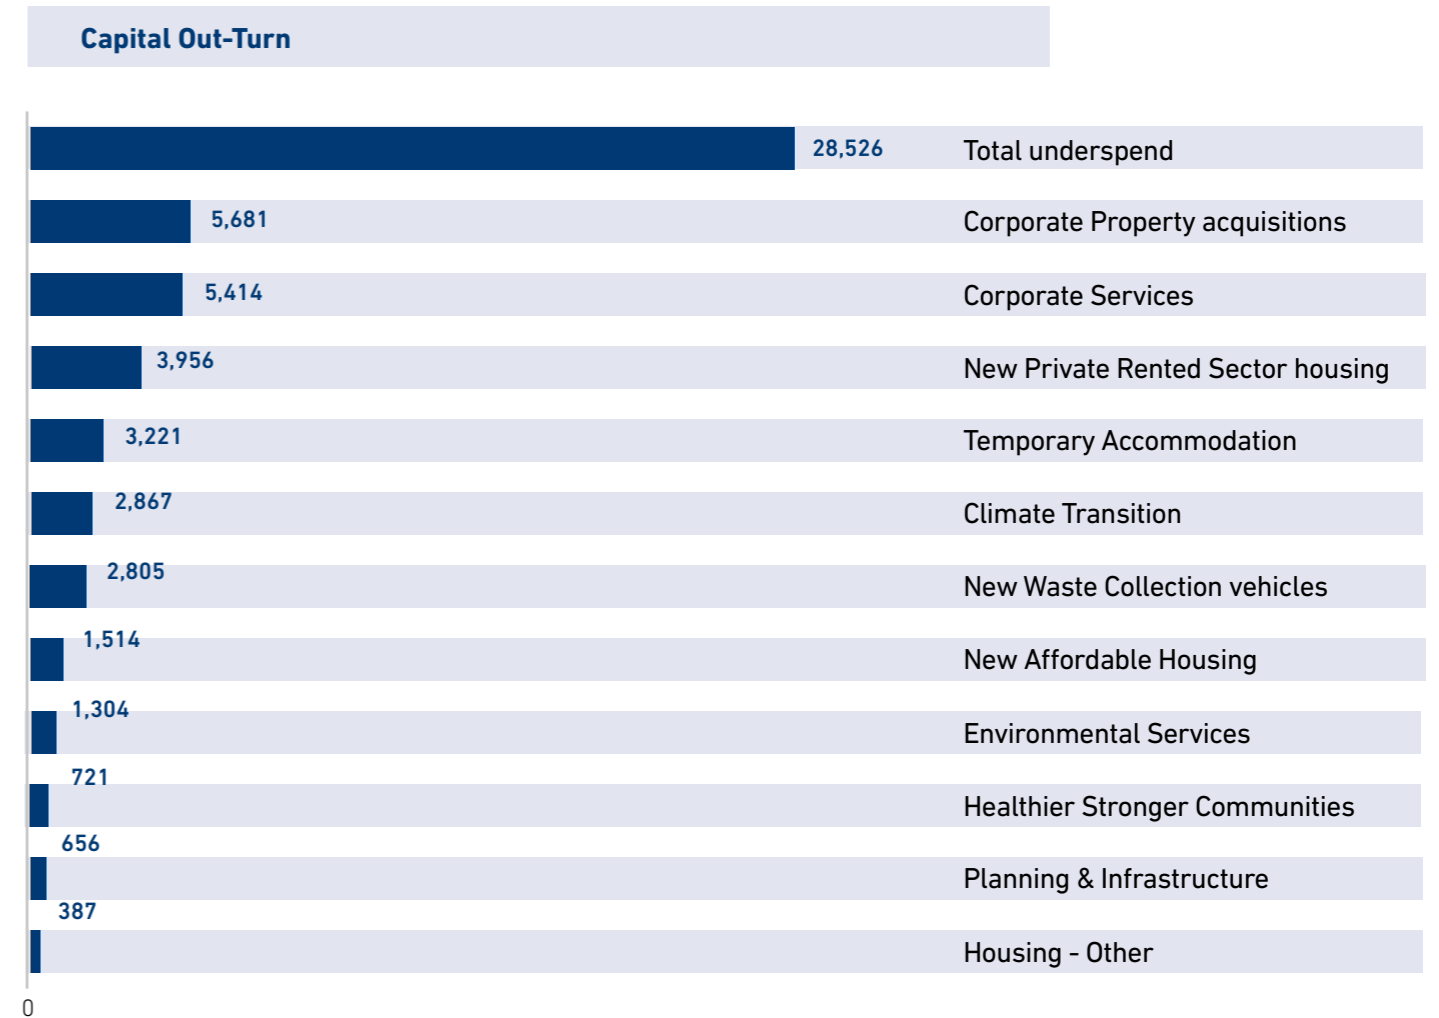 Capital Out-Turn
28,526 Total underspend
5,681 Corporate Property acquisitions
5,414 Corporate Services
3,956 New Private Rented Sector housing
3,221 Temporary Accommodation
2,867 Climate Transition
2,805 New Waste Collection vehicles
1,514 New Affordable Housing
1,304 Environmental Services
721 Healthier Stronger Communities
656 Planning & Infrastructure
387 Housing - Other
0